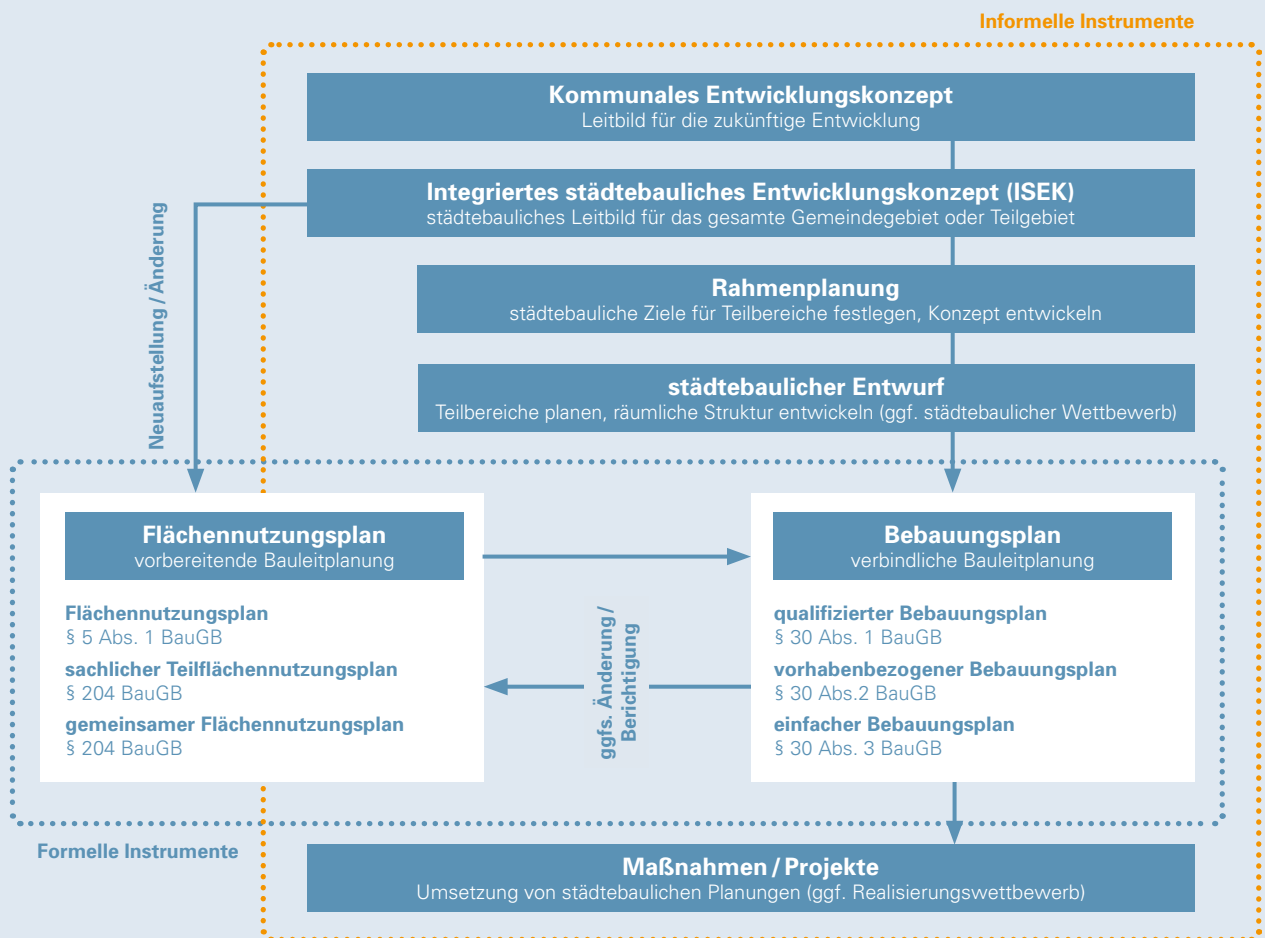 Informelle Instrumente
Kommunales Entwicklungskonzept
Leitbild für die zukünftige Entwicklung
Integriertes städtebauliches Entwicklungskonzept (ISEK)
städtebauliches Leitbild für das gesamte Gemeindegebiet oder Teilgebiet
Neuaufstellung / Änderung
Rahmenplanung
städtebauliche Ziele für Teilbereiche festlegen, Konzept entwickeln
städtebaulicher Entwurf
Teilbereiche planen, räumliche Struktur entwickeln (ggf. städtebaulicher Wettbewerb)
Flächennutzungsplan
vorbereitende Bauleitplanung
Flächennutzungsplan
§ 5 Abs. 1 BauGB
sachlicher Teilflächennutzungsplan
§ 204 BauGB
gemeinsamer Flächennutzungsplan
§ 204 BauGB
ggfs. Änderung /
Berichtigung
Bebauungsplan
verbindliche Bauleitplanung
qualifizierter Bebauungsplan
§ 30 Abs. 1 BauGB
vorhabenbezogener Bebauungsplan
§ 30 Abs.2 BauGB
einfacher Bebauungsplan
§ 30 Abs. 3 BauGB
Formelle Instrumente
Maßnahmen / Projekte
Umsetzung von städtebaulichen Planungen (ggf. Realisierungswettbewerb)